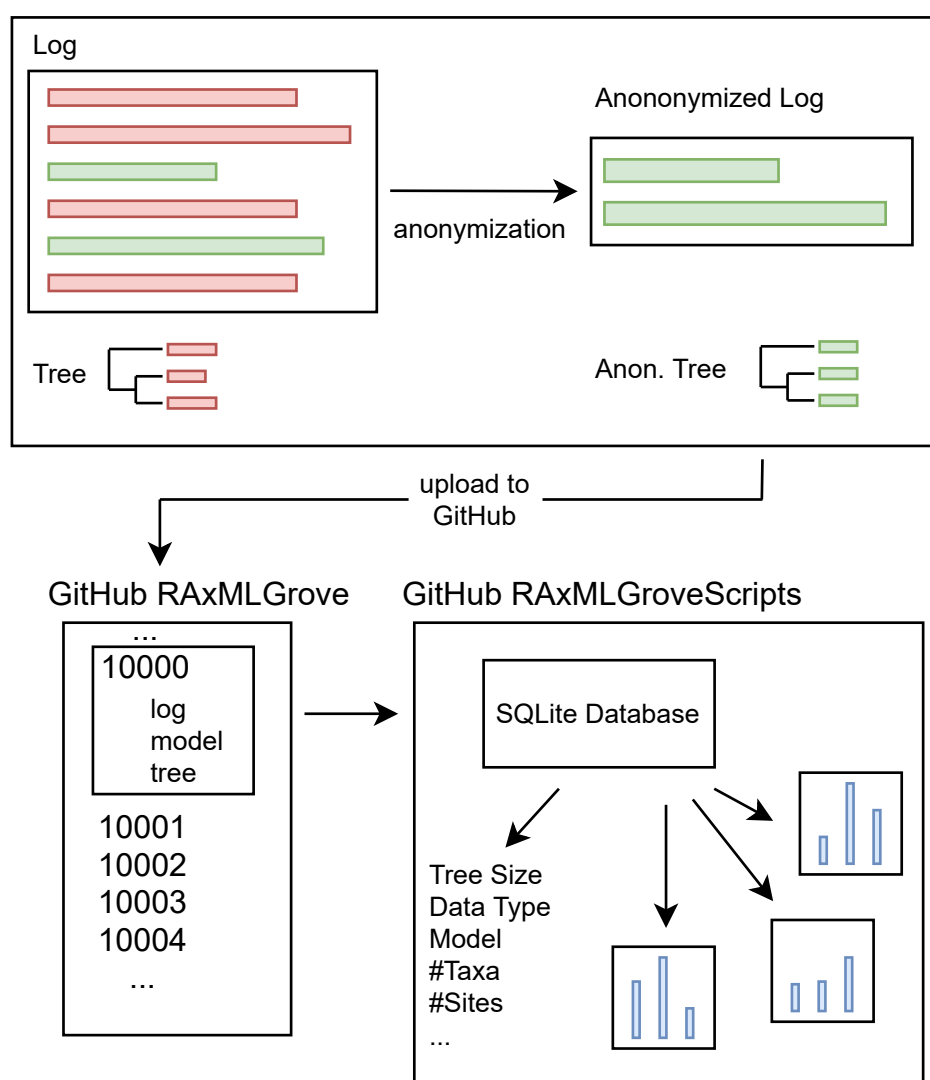 Log
Anononymized Log
anonymization
Tree
Anon. Tree
upload to
GitHub
GitHub RAxMLGrove
...
10000
log
model
tree
10001
10002
10003
10004
...
GitHub RAxMLGroveScripts
SQLite Database
Tree Size
Data Type
Model
#Taxa
#Sites
...